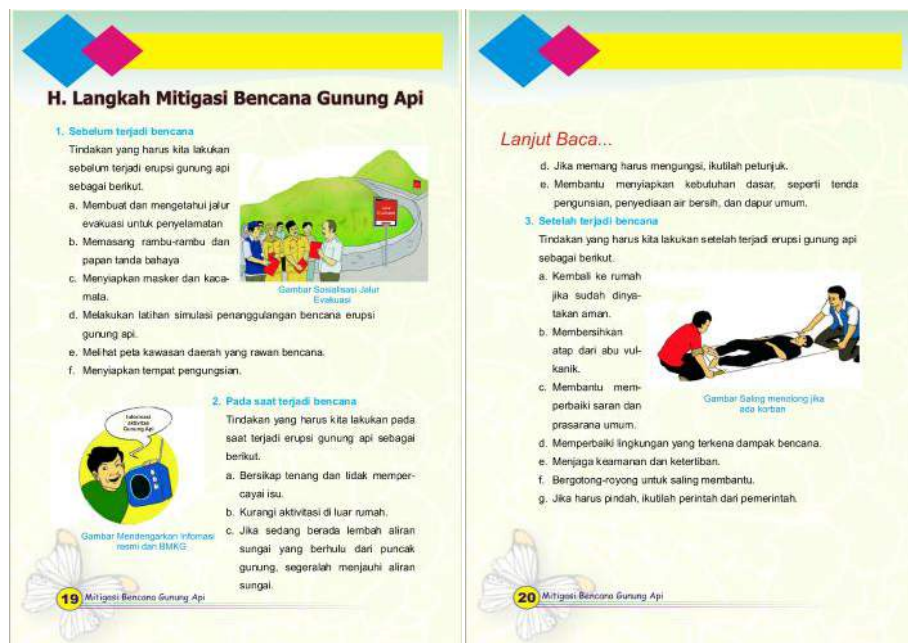 H. Langkah Mitigasi Bencana Gunung Api
1. Sebelum terjadi bencana
Tindakan yang harus kita lakukan
sebelum terjadi erupsi gunung api
sebagai berikut.
a. Membuat dan mengetahui jalur
evakuasi untuk penyelamatan
b. Memasang rambu-rambu dan
papan tanda bahaya
c. Menyiapkan masker dan kaca-
mata.
Gambar Sosialisasi Jalur
Evakuasi
d. Melakukan latihan simulasi penanggulangan bencana erupsi
gunung api.
e. Melihat peta kawasan daerah yang rawan bencana.
f. Menyiapkan tempat pengungsian.
Informasi
aktivitas
Gunung Api
Gambar Mendengarkan Infomasi
resmi dari BMKG
2. Pada saat terjadi bencana
Tindakan yang harus kita lakukan pada
saat terjadi erupsi gunung api sebagai
berikut.
a. Bersikap tenang dan tidak memper-
cayai isu.
b. Kurangi aktivitas di luar rumah.
c. Jika sedang berada lembah aliran
sungai yang berhulu dari puncak
gunung, segeralah menjauhi aliran
sungai.
19 Mitigasi Bencana Gunung Api
Lanjut Baca...
d. Jika memang harus mengungsi, ikutilah petunjuk.
e. Membantu menyiapkan kebutuhan dasar, seperti tenda
pengunsian, penyediaan air bersih, dan dapur umum.
3. Setelah terjadi bencana
Tindakan yang harus kita lakukan setelah terjadi erupsi gunung api
sebagai berikut.
a. Kembali ke rumah
jika sudah dinya-
takan aman.
b. Membersihkan
atap dari abu vul-
kanik.
c. Membantu mem-
perbaiki saran dan
prasarana umum.
Gambar Saling menolong jika
ada korban
d. Memperbaiki lingkungan yang terkena dampak bencana.
e. Menjaga keamanan dan ketertiban.
f. Bergotong-royong untuk saling membantu.
g. Jika harus pindah, ikutilah perintah dari pemerintah.
20 Mitigasi Bencana Gunung Api